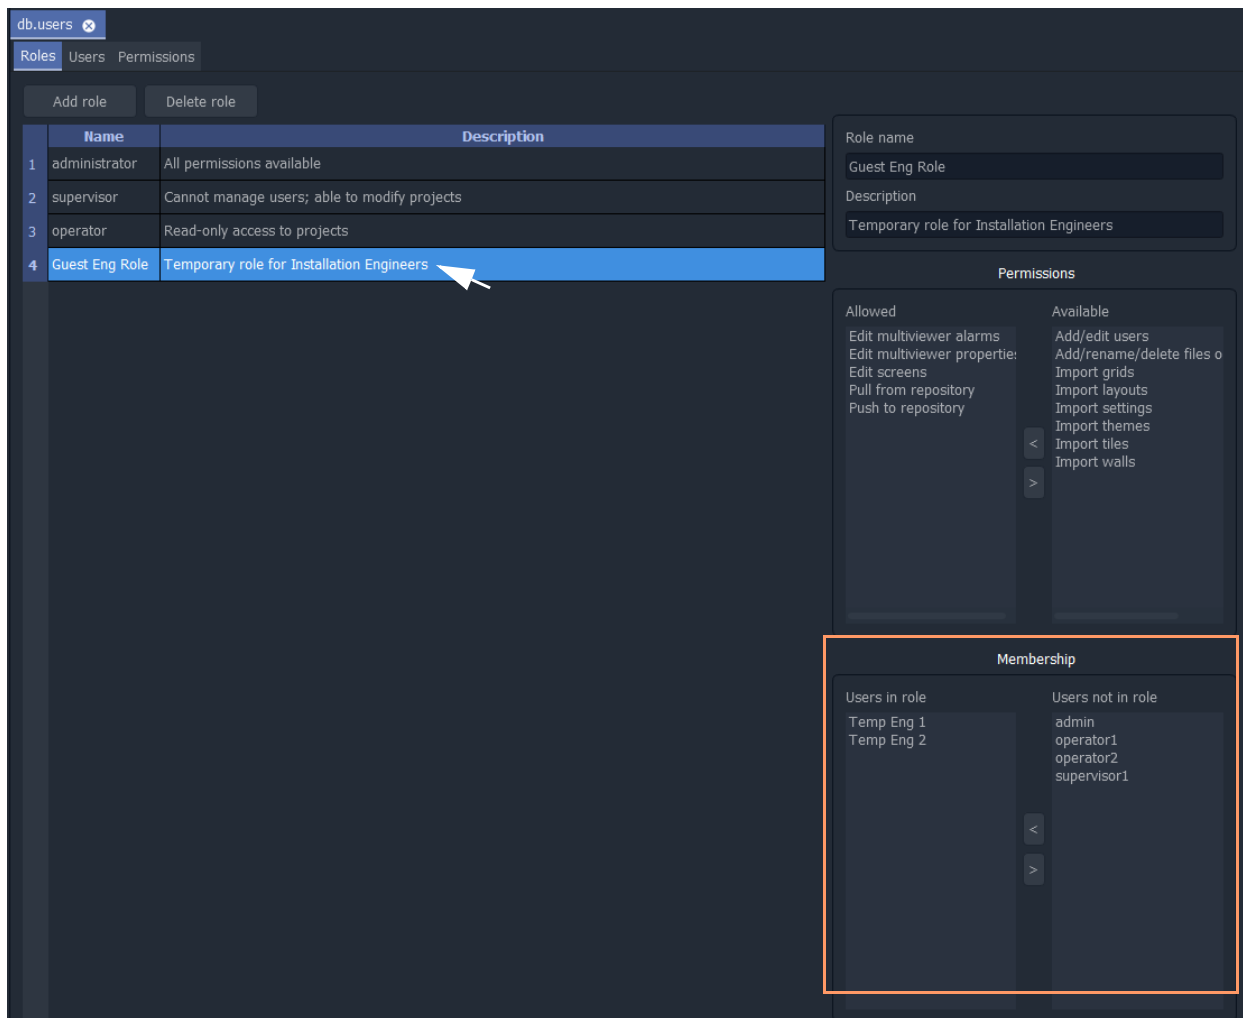 db.users
Roles Users Permissions
Add role Delete role
Name Description
1 administrator All permissions available
2 supervisor Cannot manage users; able to modify projects
3 operator Read-only access to projects
4 Guest Eng Role Temporary role for Installation Engineers
Role name
Guest Eng Role
Description
Temporary role for Installation Engineers
Permissions
Allowed
Edit multiviewer alarms
Edit multiviewer properties
Edit screens
Pull from repository
Push to repository
<
>
Available
Add/edit users
Add/rename/delete files o
Import grids
Import layouts
Import settings
Import themes
Import tiles
Import walls
Membership
Users in role
Temp Eng 1
Temp Eng 2
<
>
Users not in role
admin
operator1
operator2
supervisor1